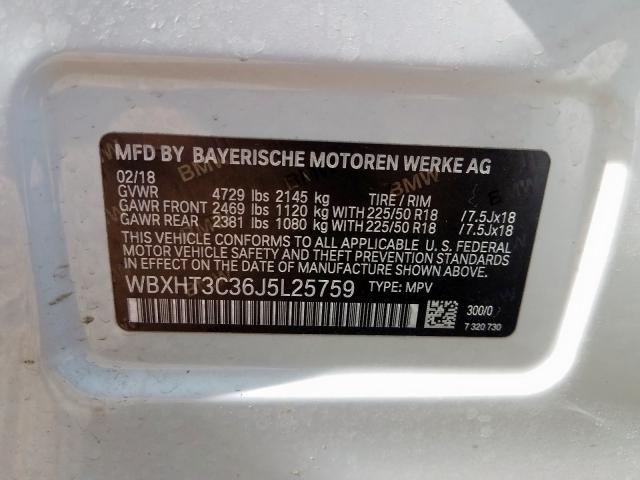 MFD BY BAYERISCHE MOTOREN WERKE AG
02/18
GVWR 4729 lbs 2145 kg TIRE / RIM
GAWR FRONT 2469 lbs 1120 kg WITH 225/50 R18 /7.5Jx18
GAWR REAR 2381 lbs 1080 kg WITH 225/50 R18 /7.5Jx18
THIS VEHICLE CONFORMS TO ALL APPLICABLE U. S. FEDERAL
MOTOR VEHICLE SAFETY AND THEFT PREVENTION STANDARDS
IN EFFECT ON THE DATE OF MANUFACTURE SHOWN ABOVE.
WBXHT3C36J5L25759 TYPE: MPV
300/0
7 320 730